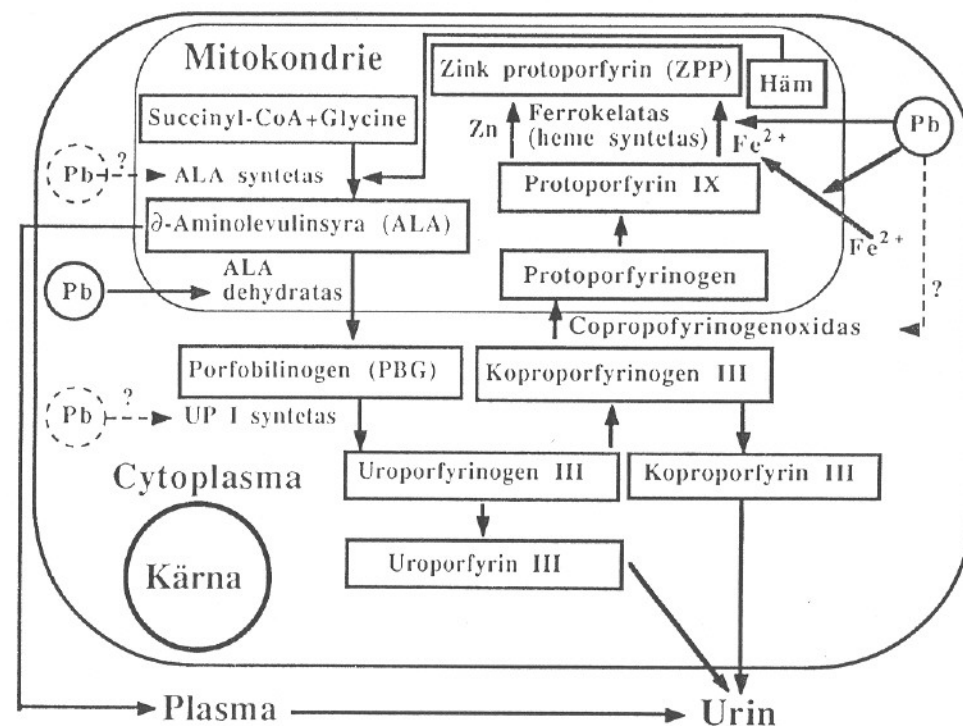 Mitokondrie
Zink protoporfyrin (ZPP)
Häm
Succinyl-CoA+Glycine
Zn
Ferrokelatas
(heme syntetas)
Fe²⁺
Pb
Pb
?
ALA syntetas
Protoporfyrin IX
∂-Aminolevulinsyra (ALA)
Fe²⁺
ALA
dehydratas
Pb
Protoporfyrinogen
?
Copropofyrinogenoxidas
Porfobilinogen (PBG)
Koproporfyrinogen III
Pb
?
UP I syntetas
Cytoplasma
Uroporfyrinogen III
Koproporfyrin III
Uroporfyrin III
Kärna
Plasma
Urin